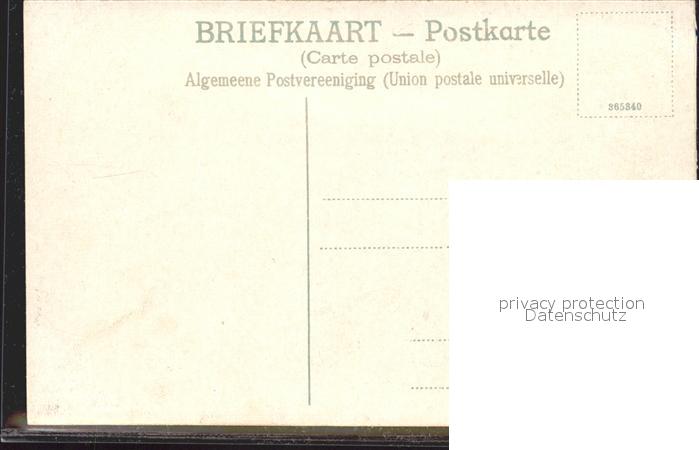 BRIEFKAART — Postkarte
(Carte postale)
Algemeene Postvereeniging (Union postale universelle)
365340
privacy protection
Datenschutz